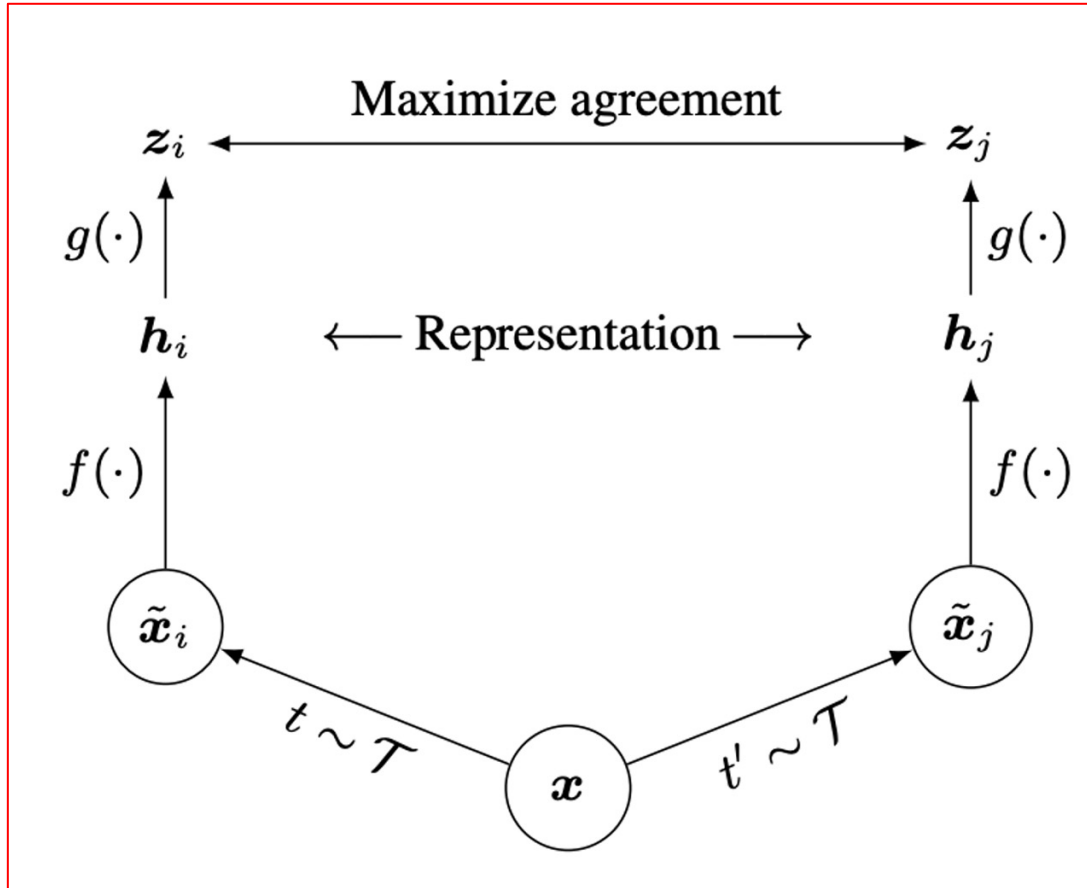 Maximize agreement
z_i z_j
g(·) g(·)
h_i ← Representation → h_j
f(·) f(·)
x̃_i x̃_j
t ~ 𝒯 t′ ~ 𝒯
x